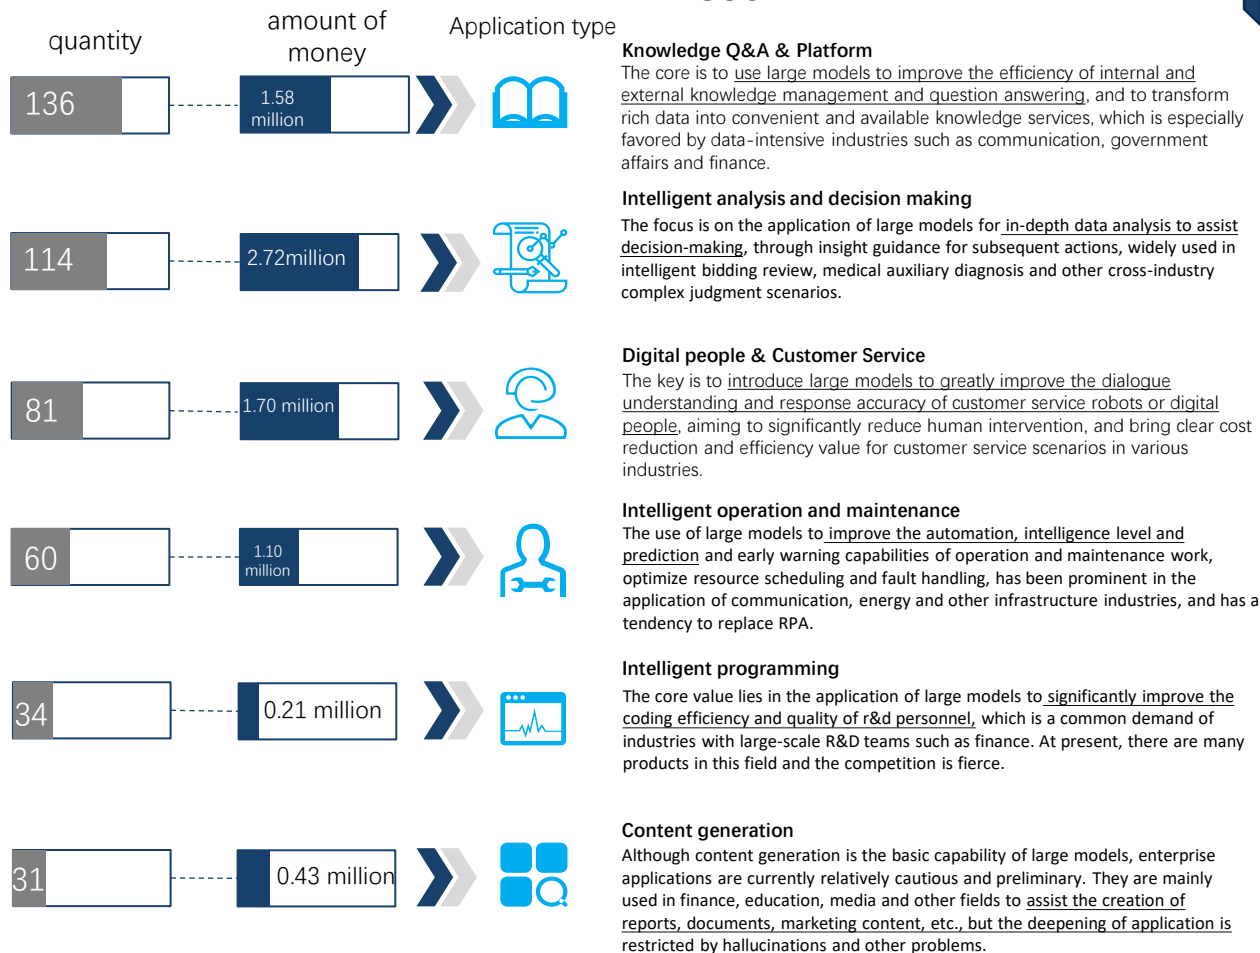 quantity
amount of
money
Application type
136
1.58
million
Knowledge Q&A & Platform
The core is to use large models to improve the efficiency of internal and
external knowledge management and question answering, and to transform
rich data into convenient and available knowledge services, which is especially
favored by data-intensive industries such as communication, government
affairs and finance.
114
2.72million
Intelligent analysis and decision making
The focus is on the application of large models for in-depth data analysis to assist
decision-making, through insight guidance for subsequent actions, widely used in
intelligent bidding review, medical auxiliary diagnosis and other cross-industry
complex judgment scenarios.
81
1.70 million
Digital people & Customer Service
The key is to introduce large models to greatly improve the dialogue
understanding and response accuracy of customer service robots or digital
people, aiming to significantly reduce human intervention, and bring clear cost
reduction and efficiency value for customer service scenarios in various
industries.
60
1.10
million
Intelligent operation and maintenance
The use of large models to improve the automation, intelligence level and
prediction and early warning capabilities of operation and maintenance work,
optimize resource scheduling and fault handling, has been prominent in the
application of communication, energy and other infrastructure industries, and has a
tendency to replace RPA.
34
0.21 million
Intelligent programming
The core value lies in the application of large models to significantly improve the
coding efficiency and quality of r&d personnel, which is a common demand of
industries with large-scale R&D teams such as finance. At present, there are many
products in this field and the competition is fierce.
31
0.43 million
Content generation
Although content generation is the basic capability of large models, enterprise
applications are currently relatively cautious and preliminary. They are mainly
used in finance, education, media and other fields to assist the creation of
reports, documents, marketing content, etc., but the deepening of application is
restricted by hallucinations and other problems.